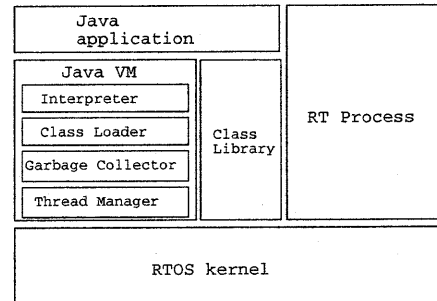 Java
application
Java VM
Interpreter
Class Loader
Garbage Collector
Thread Manager
Class
Library
RT Process
RTOS kernel